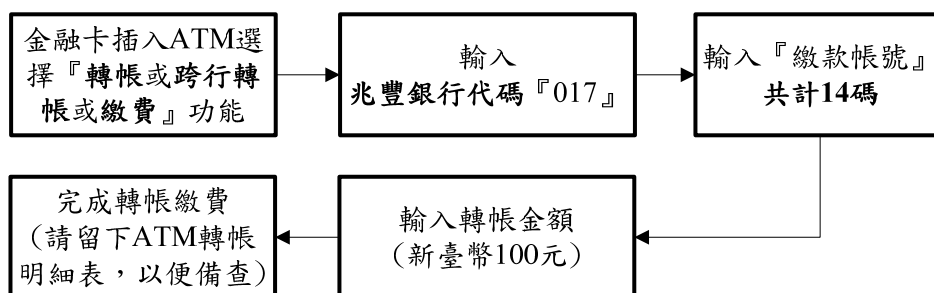 金融卡插入ATM選
擇『轉帳或跨行轉
帳或繳費』功能
輸入
兆豐銀行代碼『017』
輸入『繳款帳號』
共計14碼
輸入轉帳金額
（新臺幣100元）
完成轉帳繳費
（請留下ATM轉帳
明細表，以便備查）